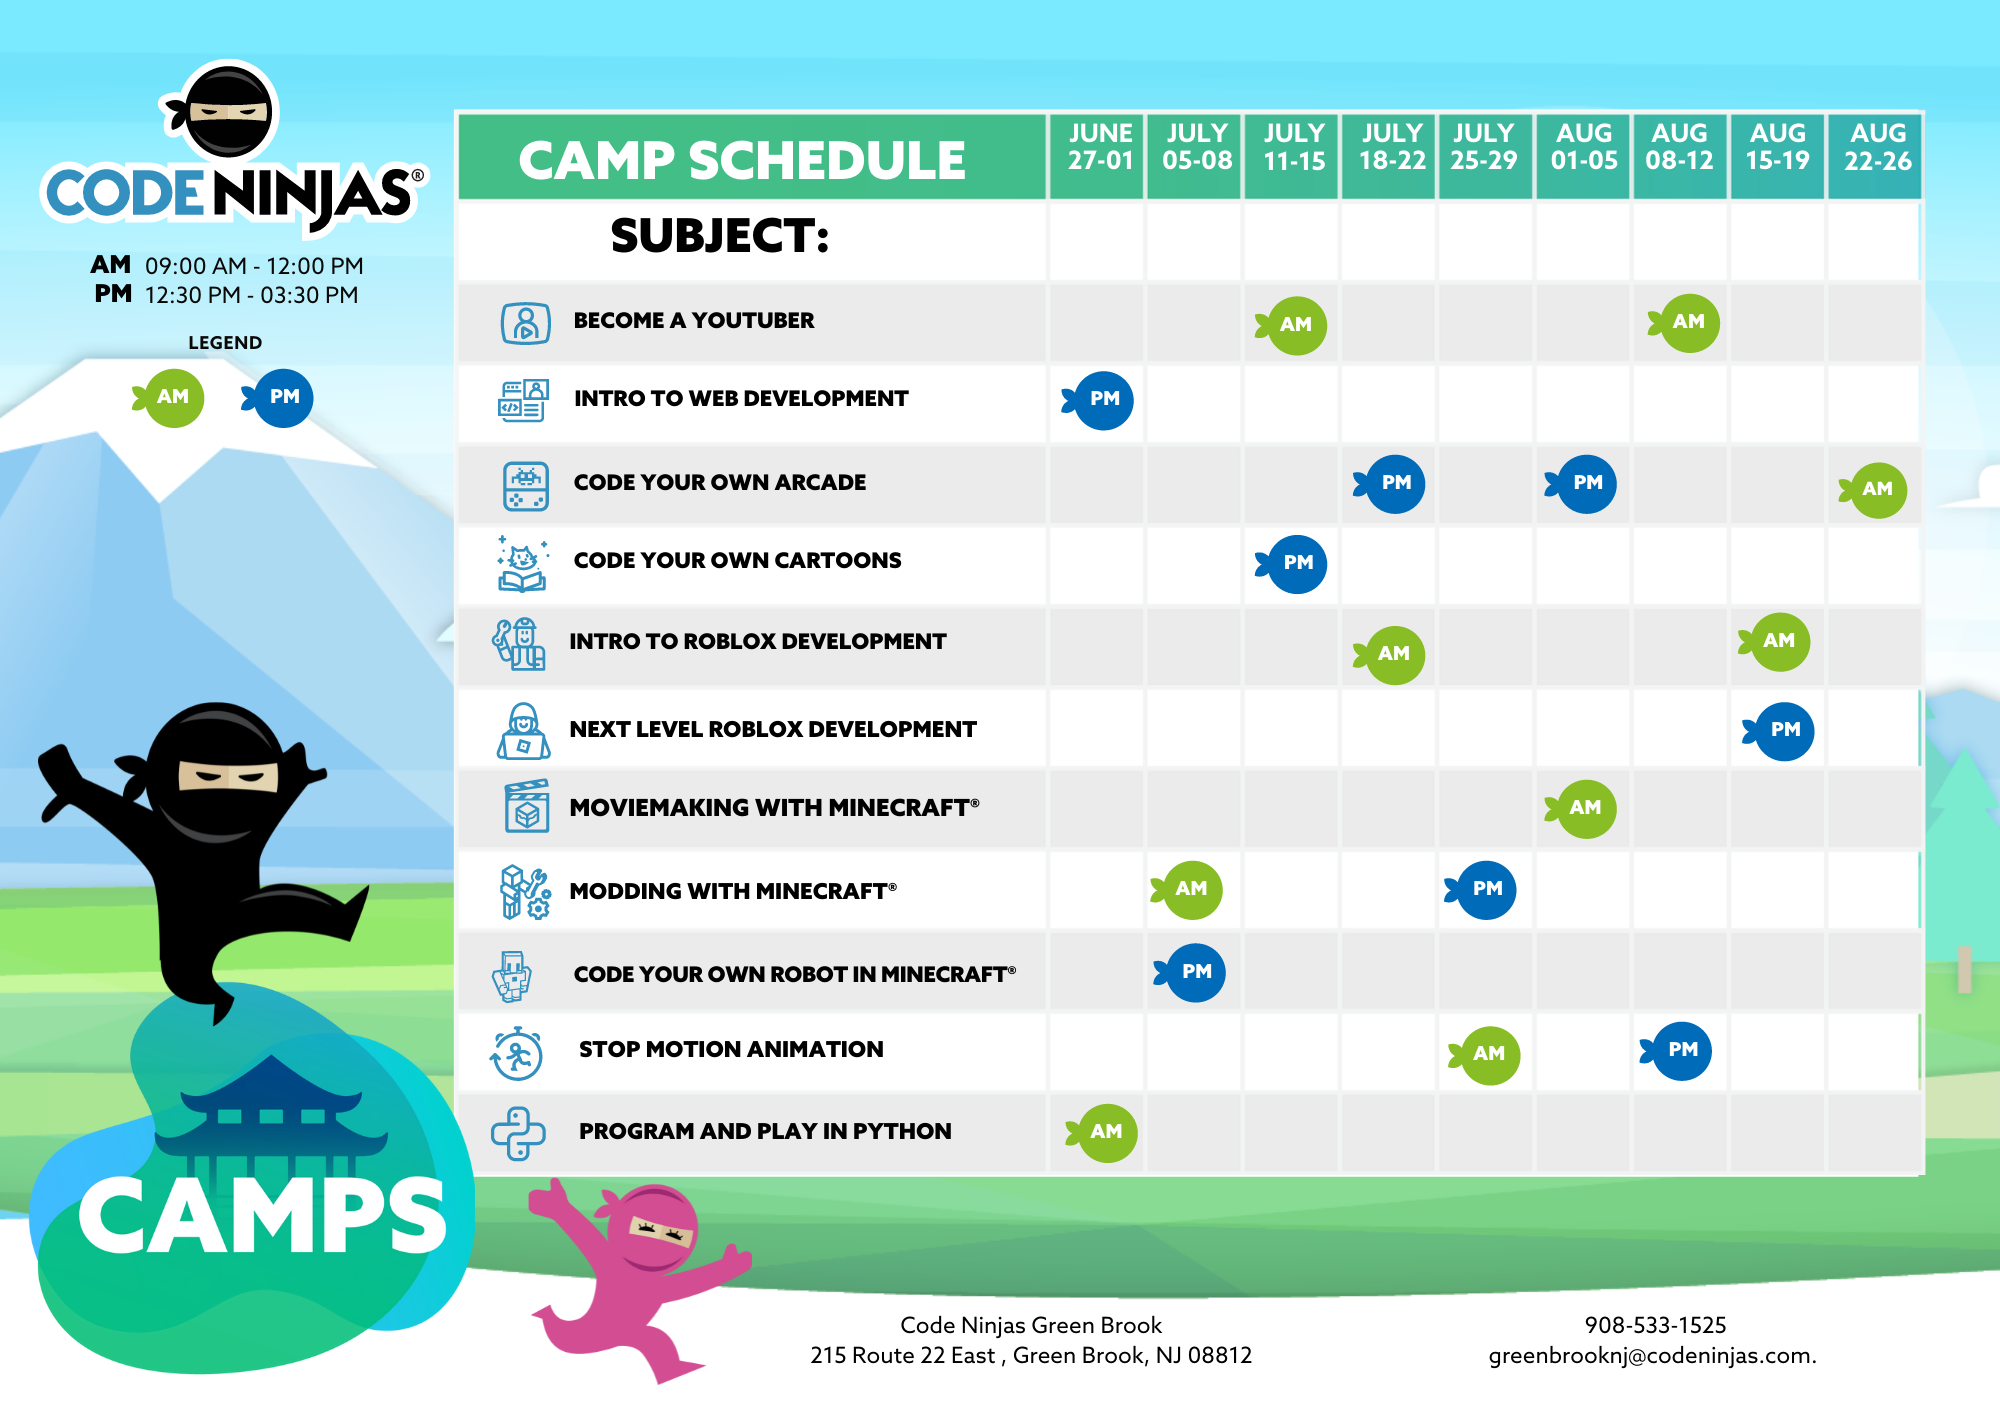 CODE NINJAS®
AM 09:00 AM - 12:00 PM
PM 12:30 PM - 03:30 PM
LEGEND
AM PM
CAMP SCHEDULE
JUNE 27-01
JULY 05-08
JULY 11-15
JULY 18-22
JULY 25-29
AUG 01-05
AUG 08-12
AUG 15-19
AUG 22-26
SUBJECT:
BECOME A YOUTUBER AM AM
INTRO TO WEB DEVELOPMENT PM
CODE YOUR OWN ARCADE PM PM AM
CODE YOUR OWN CARTOONS PM
INTRO TO ROBLOX DEVELOPMENT AM AM
NEXT LEVEL ROBLOX DEVELOPMENT PM
MOVIEMAKING WITH MINECRAFT® AM
MODDING WITH MINECRAFT® AM PM
CODE YOUR OWN ROBOT IN MINECRAFT® PM
STOP MOTION ANIMATION AM PM
PROGRAM AND PLAY IN PYTHON AM
CAMPS
Code Ninjas Green Brook
215 Route 22 East , Green Brook, NJ 08812
908-533-1525
greenbrooknj@codeninjas.com.